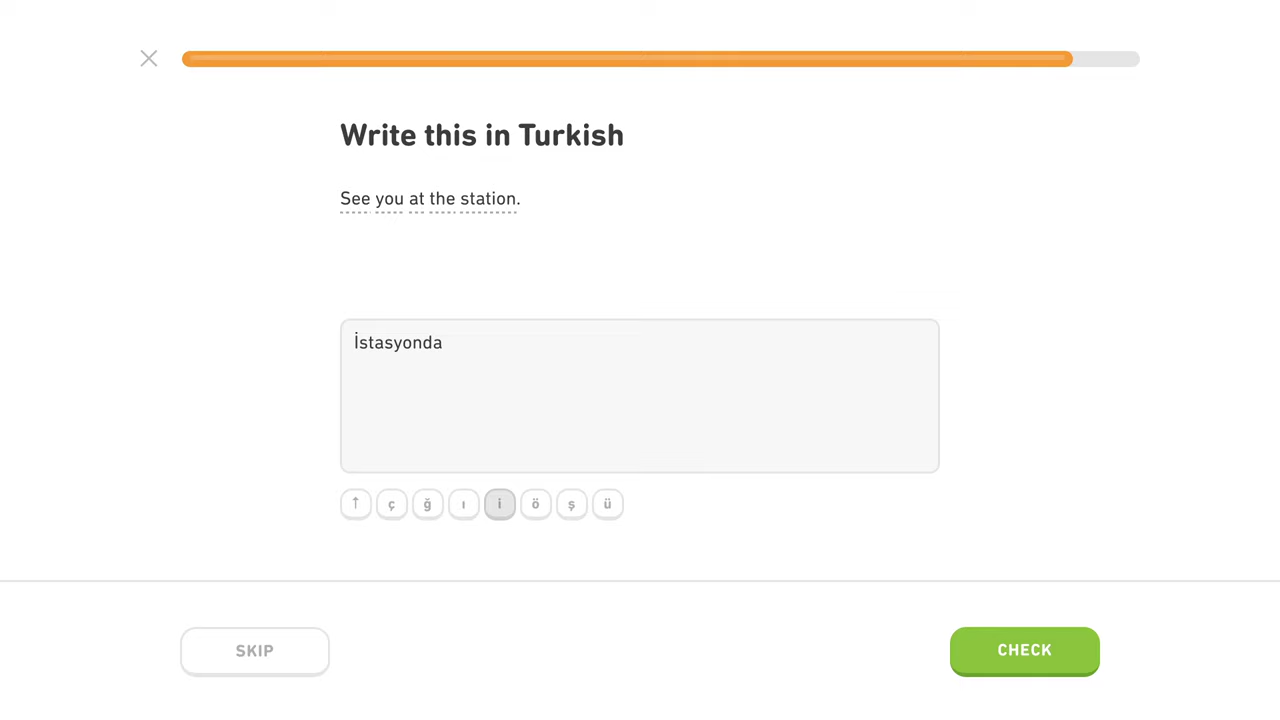 Write this in Turkish
See you at the station.
İstasyonda
↑ ç ğ ı i ö ş ü
SKIP
CHECK